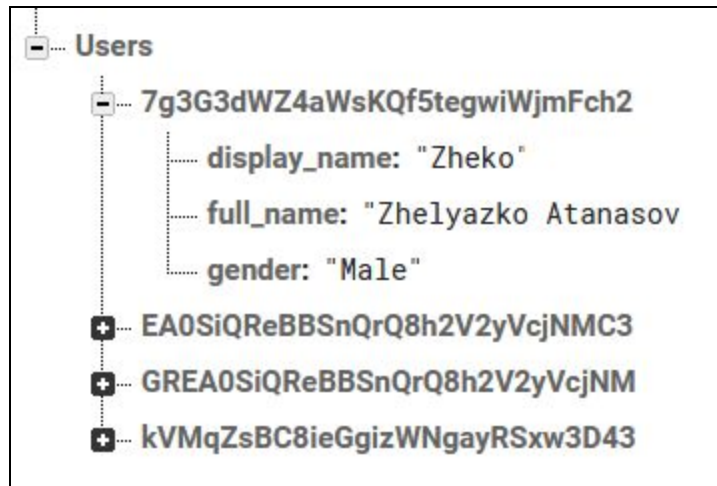 Users
7g3G3dWZ4aWsKQf5tegwiWjmFch2
display_name: "Zheko"
full_name: "Zhelyazko Atanasov
gender: "Male"
EA0SiQReBBSnQrQ8h2V2yVcjNMC3
GREA0SiQReBBSnQrQ8h2V2yVcjNM
kVMqZsBC8ieGgizWNgayRSxw3D43